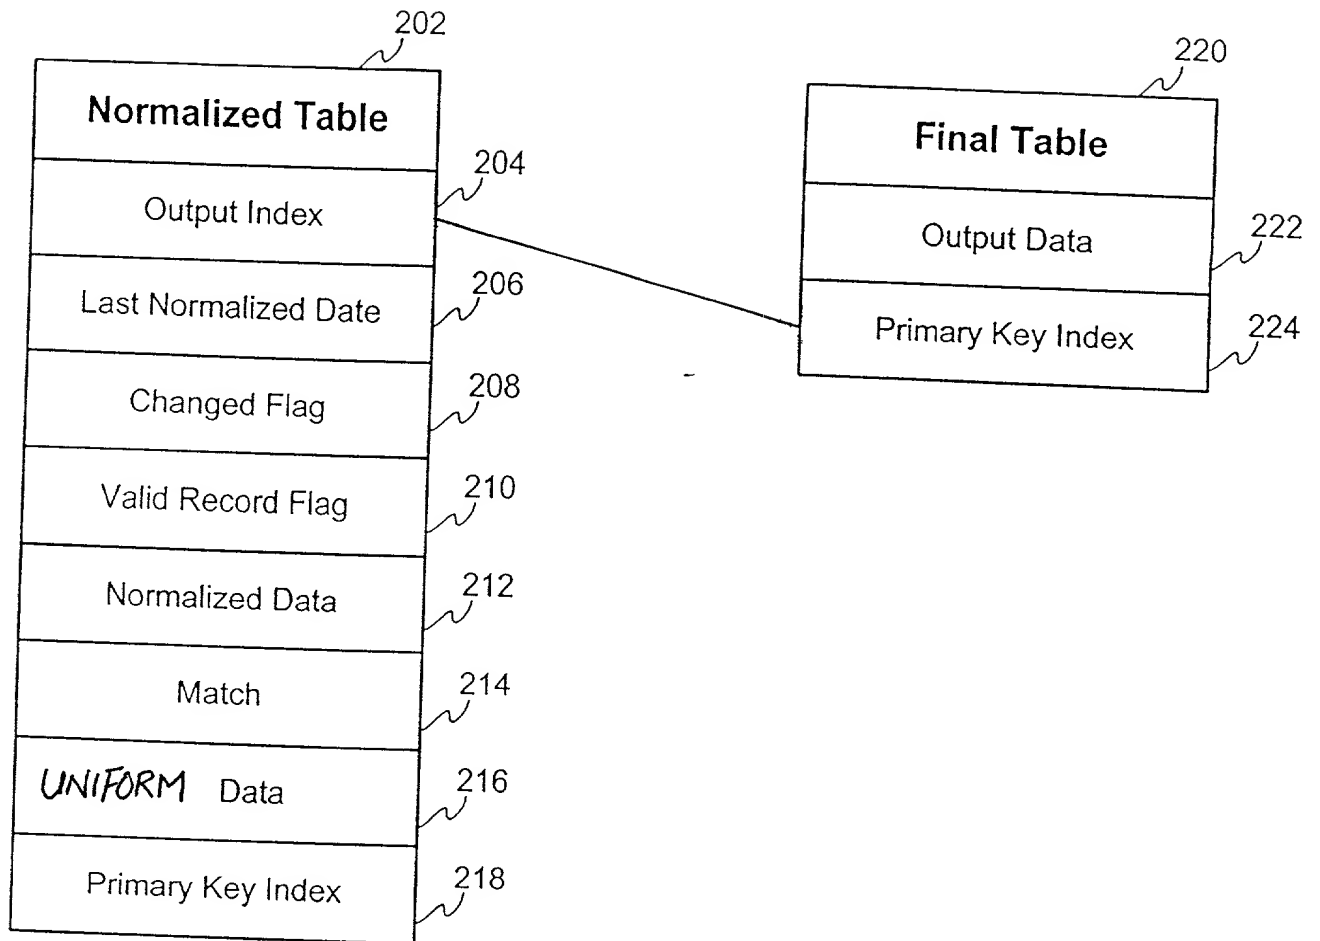 202
Normalized Table
204
Output Index
206
Last Normalized Date
208
Changed Flag
210
Valid Record Flag
212
Normalized Data
214
Match
216
UNIFORM Data
218
Primary Key Index
220
Final Table
222
Output Data
224
Primary Key Index